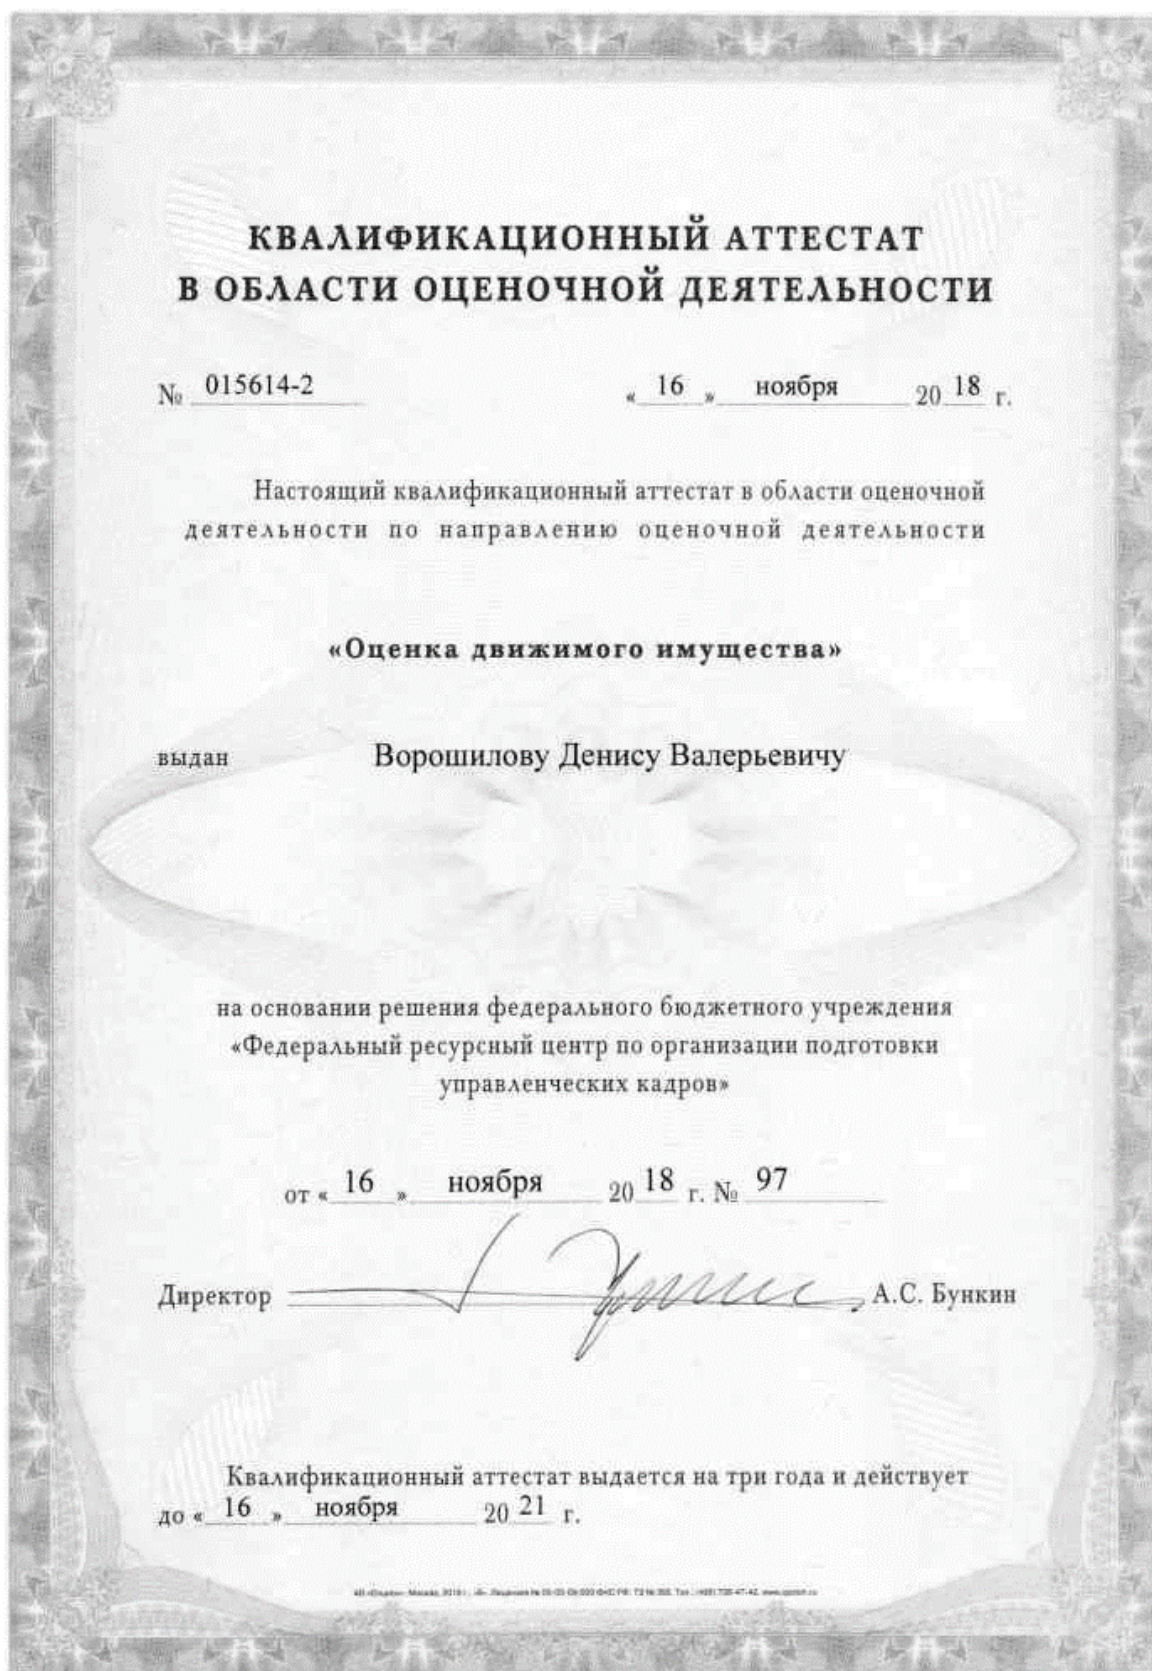 КВАЛИФИКАЦИОННЫЙ АТТЕСТАТ
В ОБЛАСТИ ОЦЕНОЧНОЙ ДЕЯТЕЛЬНОСТИ
№ 015614-2 « 16 » ноября 20 18 г.
Настоящий квалификационный аттестат в области оценочной
деятельности по направлению оценочной деятельности
«Оценка движимого имущества»
выдан Ворошилову Денису Валерьевичу
на основании решения федерального бюджетного учреждения
«Федеральный ресурсный центр по организации подготовки
управленческих кадров»
от « 16 » ноября 20 18 г. № 97
Директор А.С. Бункин
Квалификационный аттестат выдается на три года и действует
до « 16 » ноября 20 21 г.